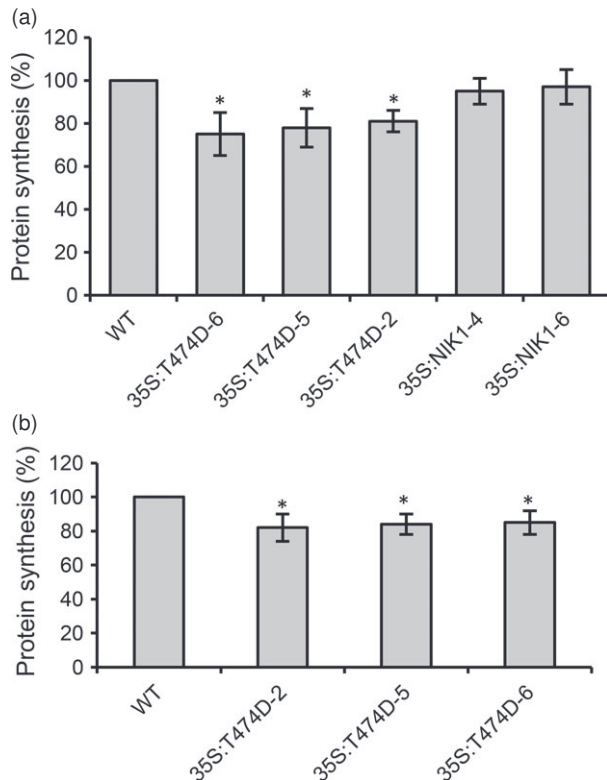 (a)
Protein synthesis (%)
120
100
80
60
40
20
0
* * *
WT 35S:T474D-6 35S:T474D-5 35S:T474D-2 35S:NIK1-4 35S:NIK1-6
(b)
Protein synthesis (%)
120
100
80
60
40
20
0
* * *
WT 35S:T474D-2 35S:T474D-5 35S:T474D-6